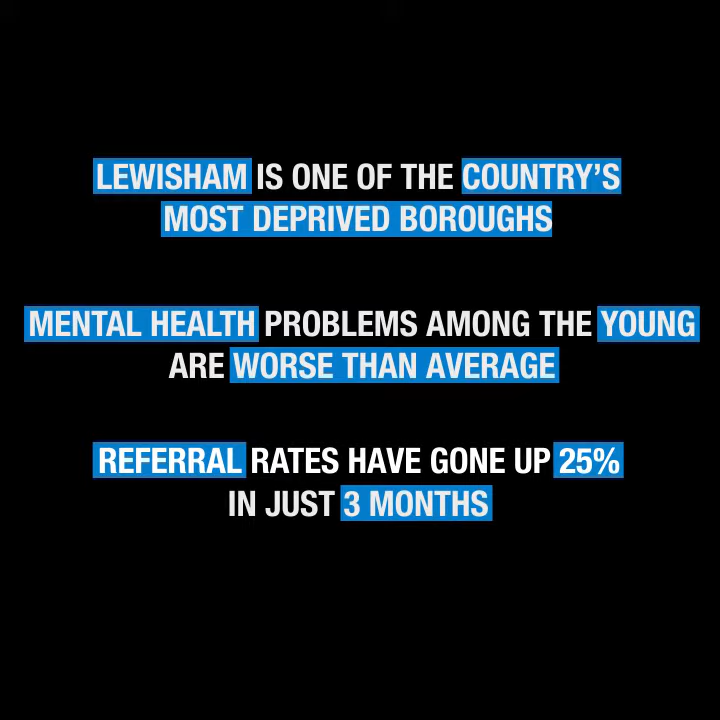 LEWISHAM IS ONE OF THE COUNTRY'S
MOST DEPRIVED BOROUGHS
MENTAL HEALTH PROBLEMS AMONG THE YOUNG
ARE WORSE THAN AVERAGE
REFERRAL RATES HAVE GONE UP 25%
IN JUST 3 MONTHS